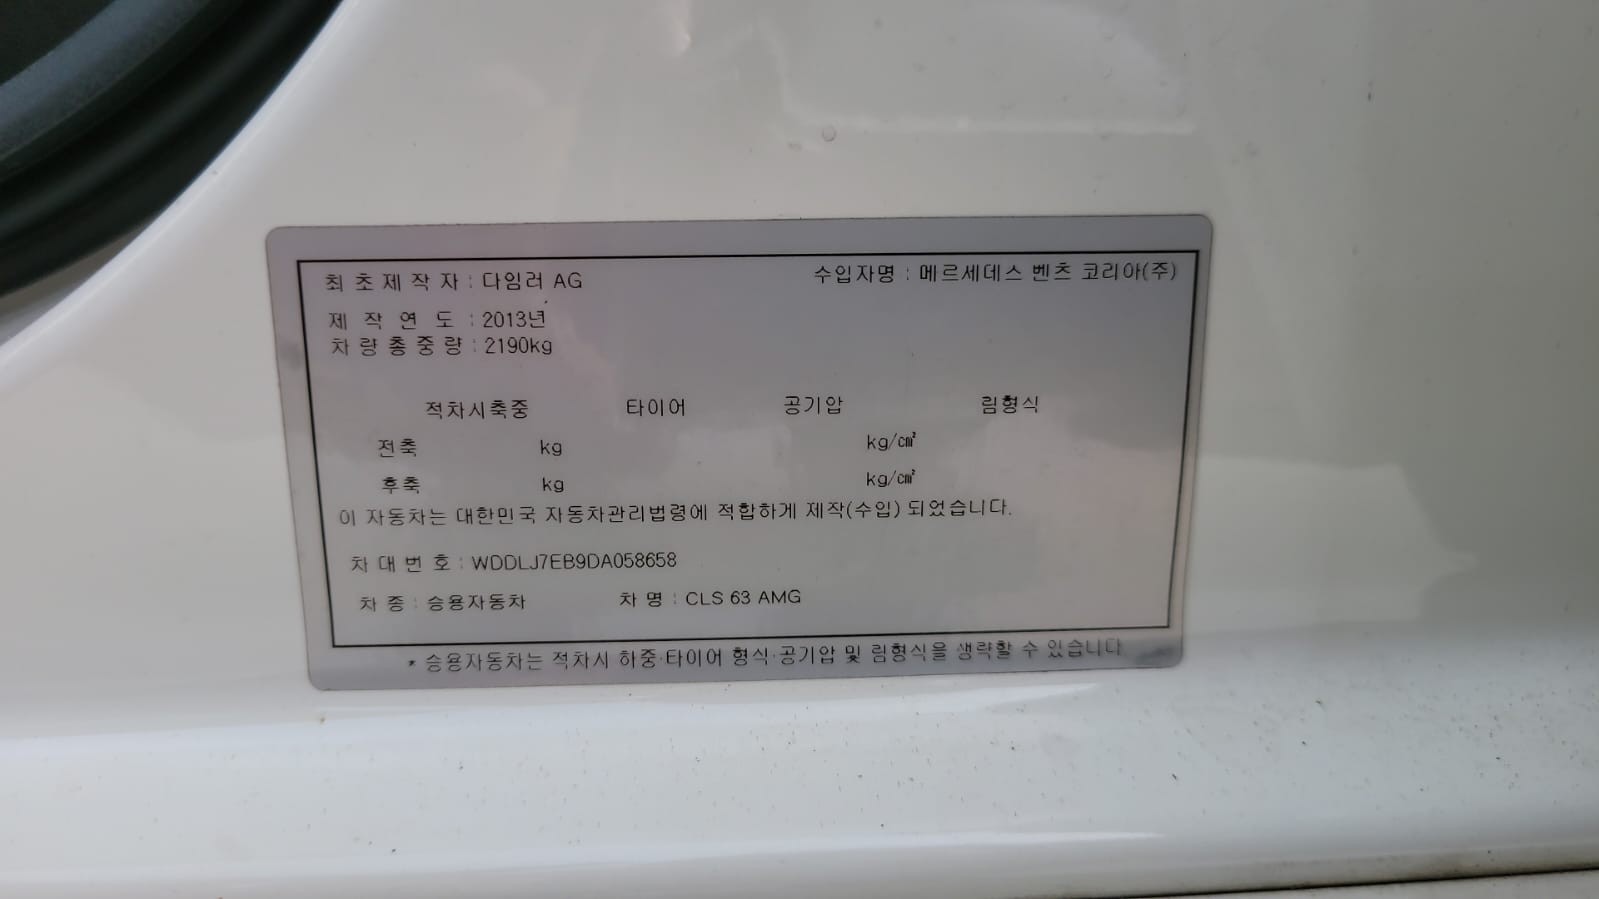 최초제작자 : 다임러 AG 수입자명 : 메르세데스 벤츠 코리아(주)
제작연도 : 2013년
차량총중량 : 2190kg
적차시축중 타이어 공기압 림형식
전축 kg kg/㎠
후축 kg kg/㎠
이 자동차는 대한민국 자동차관리법령에 적합하게 제작(수입) 되었습니다.
차대번호 : WDDLJ7EB9DA058658
차종 : 승용자동차 차명 : CLS 63 AMG
* 승용자동차는 적차시 하중·타이어 형식·공기압 및 림형식을 생략할 수 있습니다